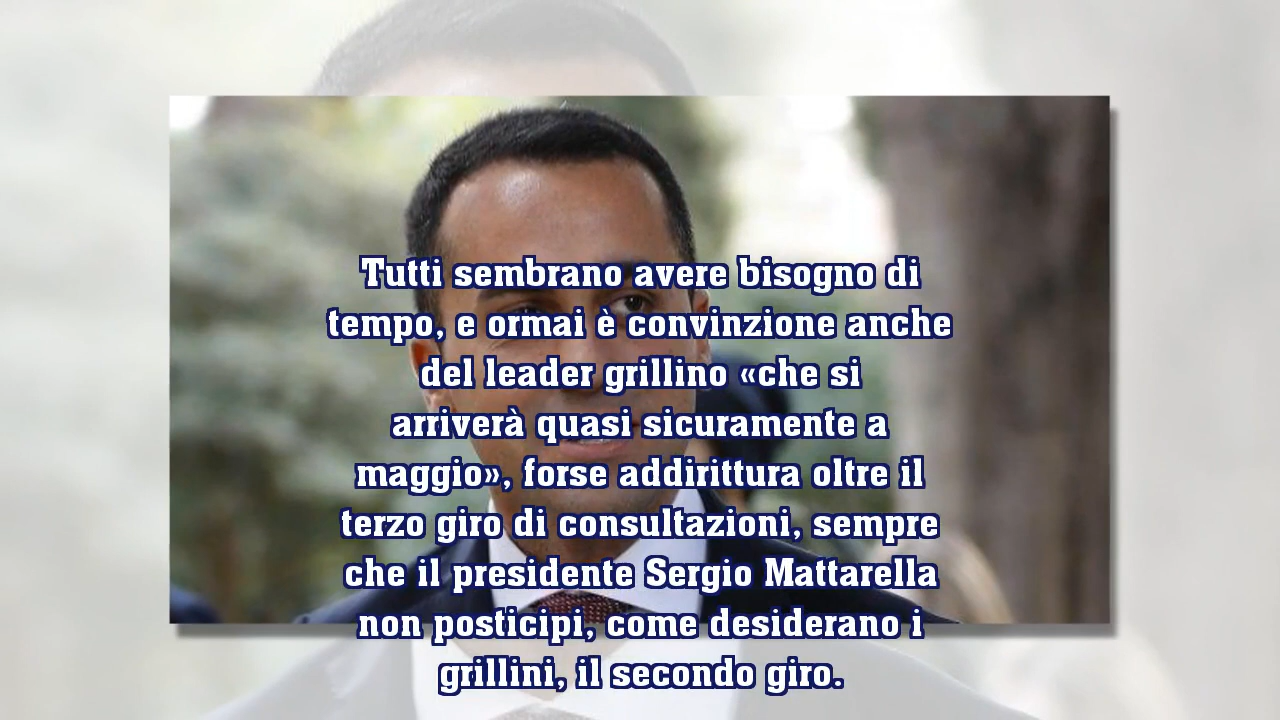 Tutti sembrano avere bisogno di
tempo, e ormai è convinzione anche
del leader grillino «che si
arriverà quasi sicuramente a
maggio», forse addirittura oltre il
terzo giro di consultazioni, sempre
che il presidente Sergio Mattarella
non posticipi, come desiderano i
grillini, il secondo giro.